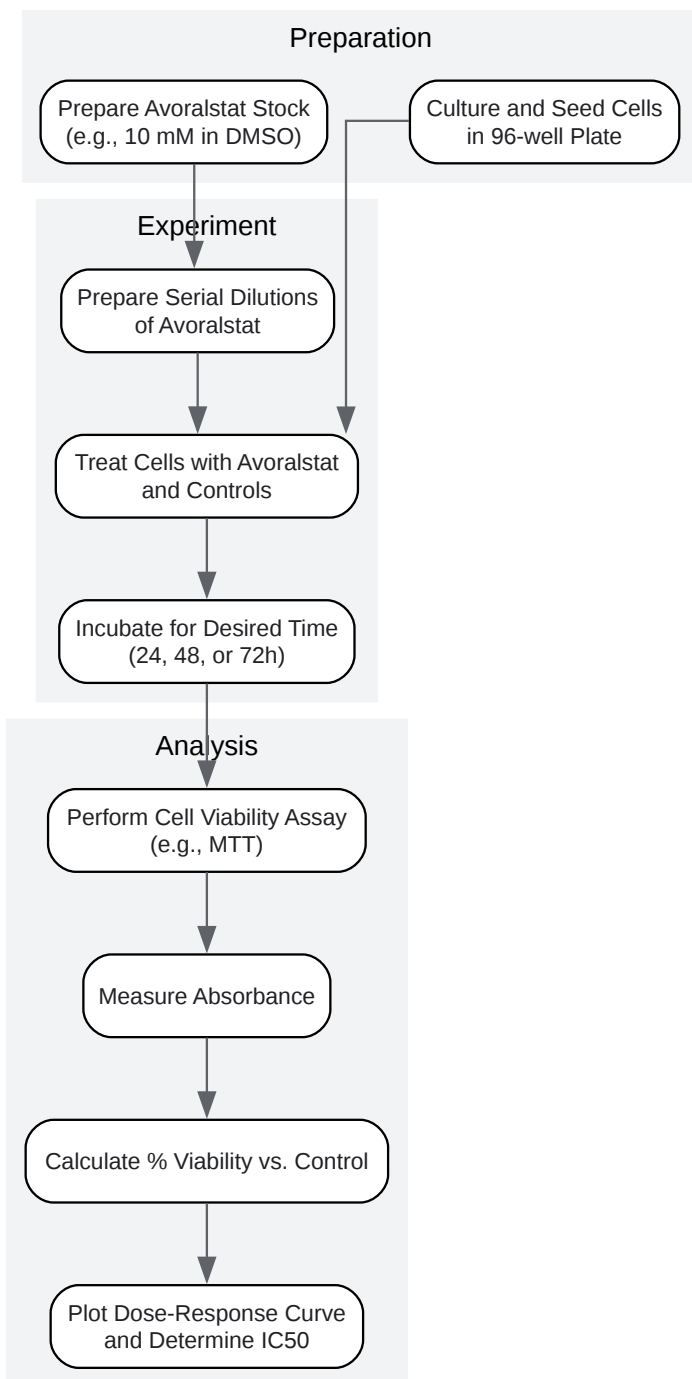 Preparation
Prepare Avoralstat Stock
(e.g., 10 mM in DMSO)
Culture and Seed Cells
in 96-well Plate
Experiment
Prepare Serial Dilutions
of Avoralstat
Treat Cells with Avoralstat
and Controls
Incubate for Desired Time
(24, 48, or 72h)
Analysis
Perform Cell Viability Assay
(e.g., MTT)
Measure Absorbance
Calculate % Viability vs. Control
Plot Dose-Response Curve
and Determine IC50